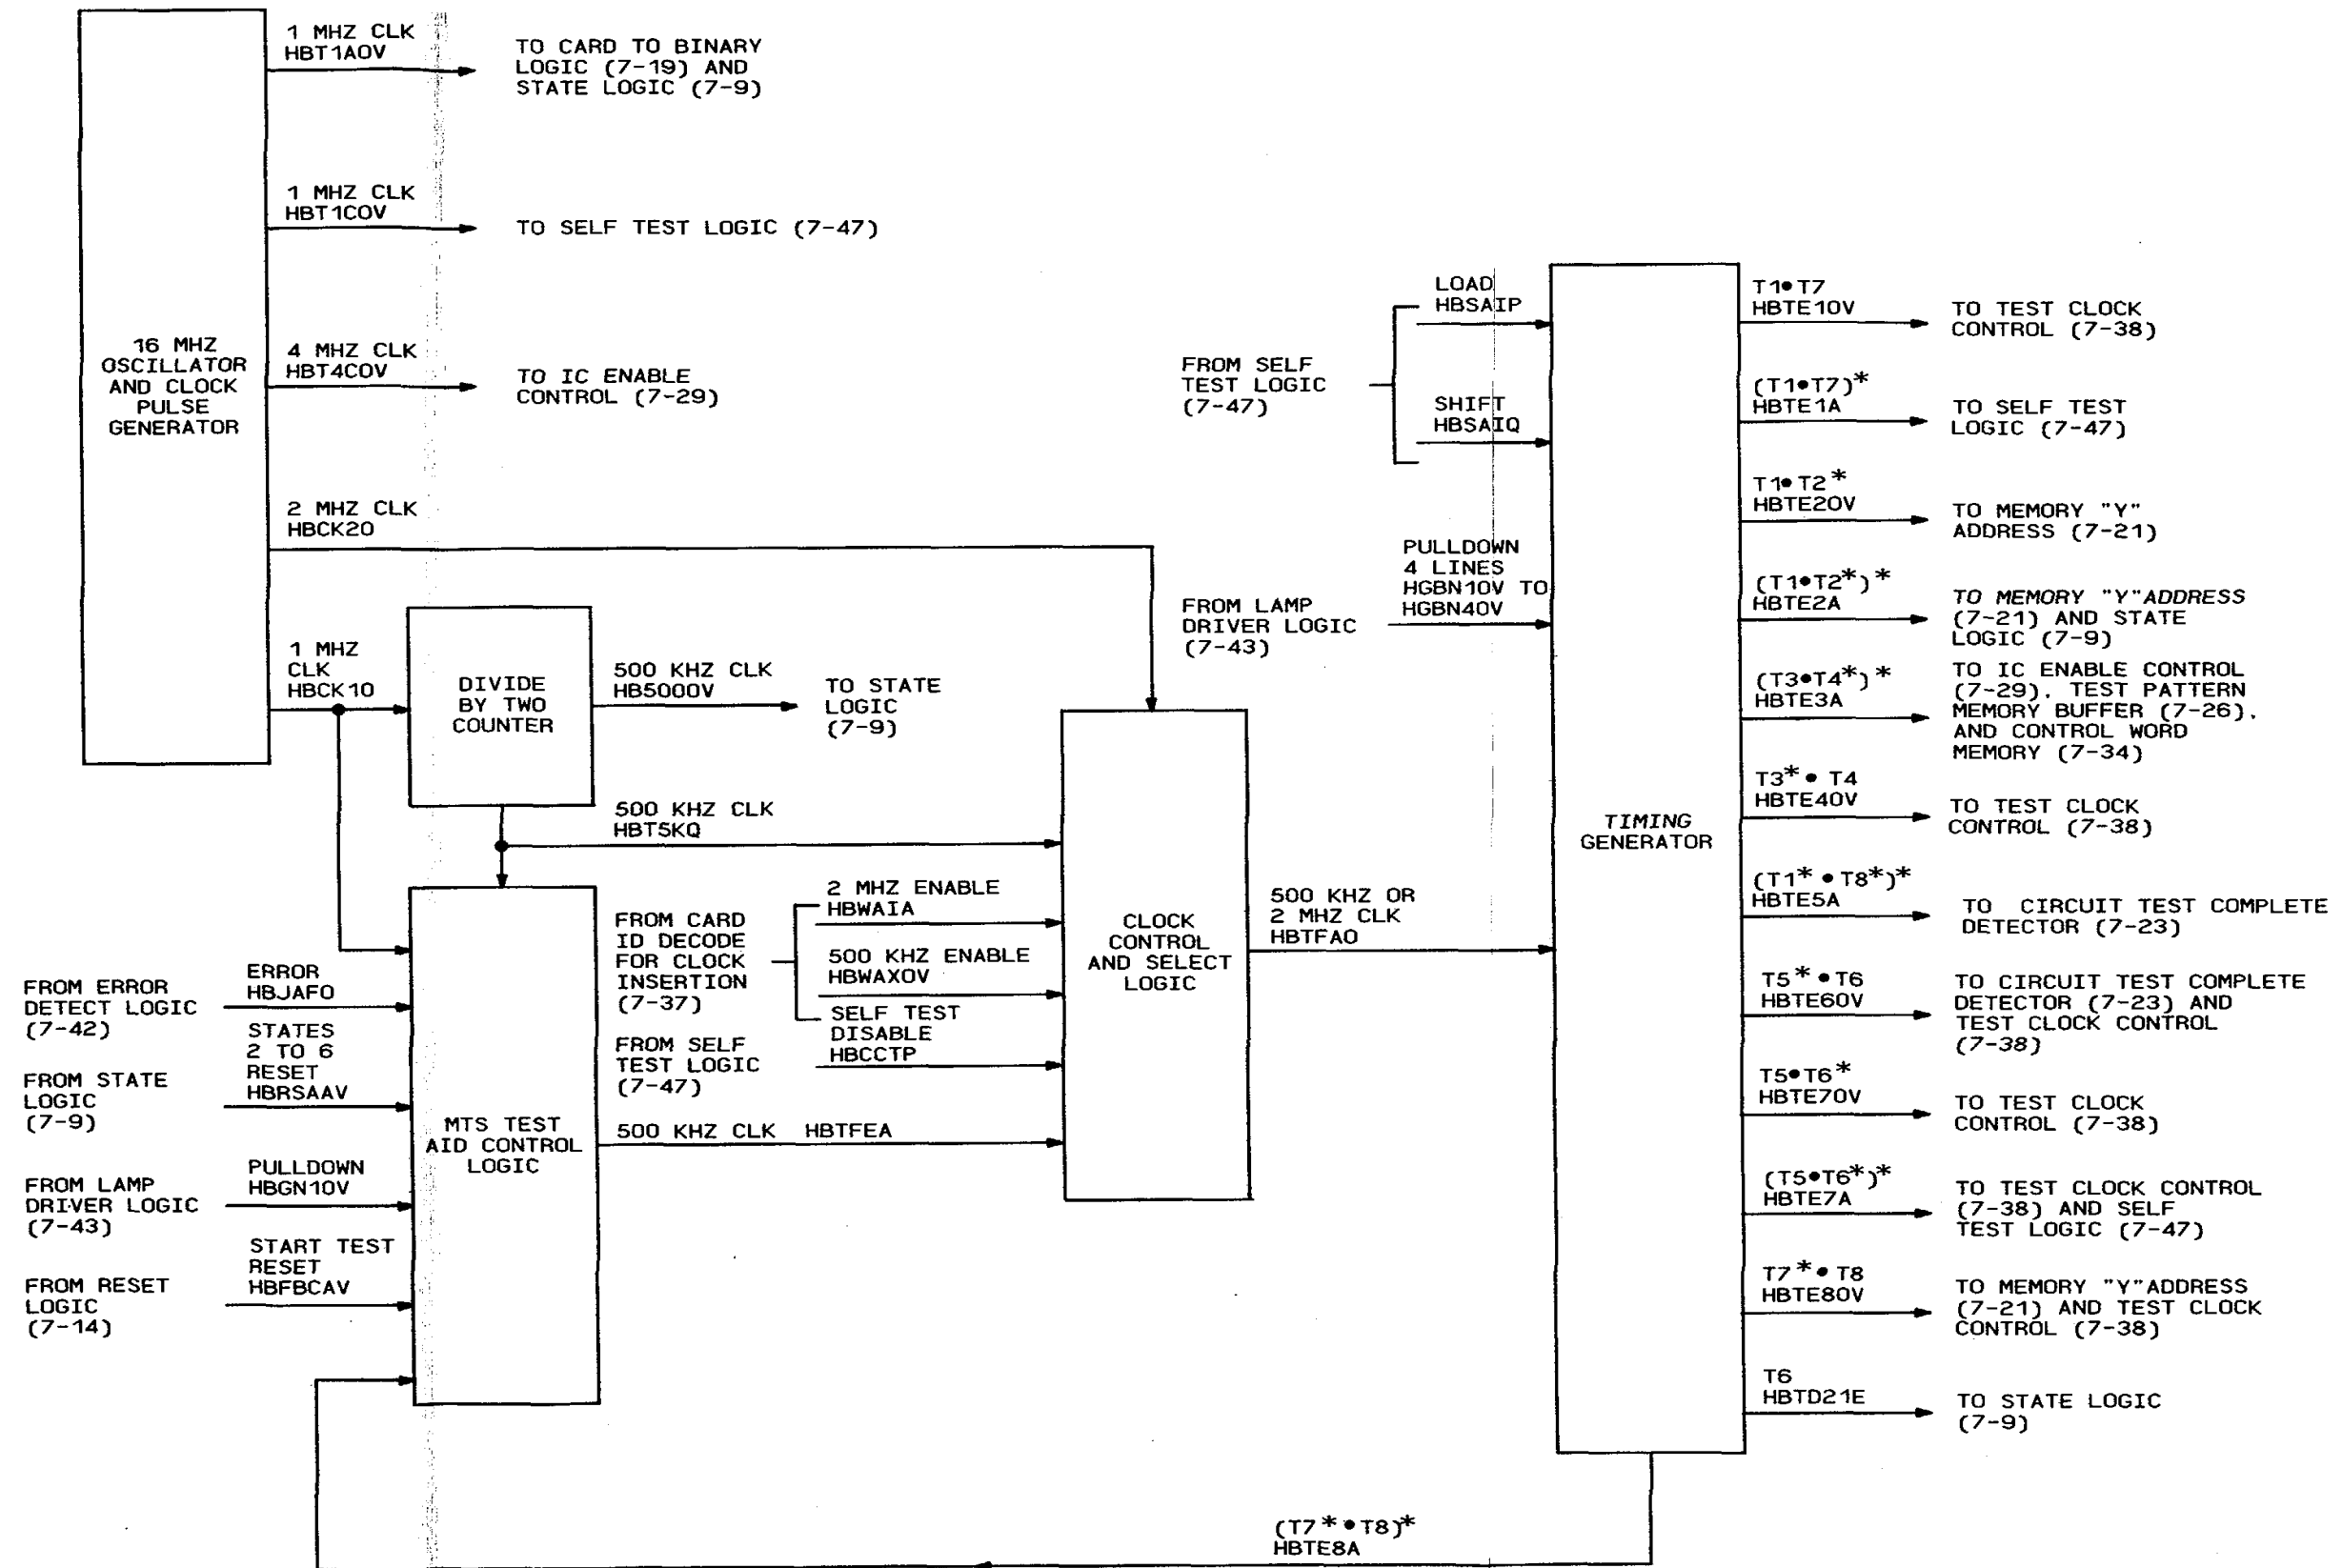 1 MHZ CLK
HBT1AOV
TO CARD TO BINARY
LOGIC (7-19) AND
STATE LOGIC (7-9)
1 MHZ CLK
HBT1COV
TO SELF TEST LOGIC (7-47)
16 MHZ
OSCILLATOR
AND CLOCK
PULSE
GENERATOR
4 MHZ CLK
HBT4COV
TO IC ENABLE
CONTROL (7-29)
2 MHZ CLK
HBCK20
1 MHZ
CLK
HBCK10
DIVIDE
BY TWO
COUNTER
500 KHZ CLK
HB5000V
TO STATE
LOGIC
(7-9)
500 KHZ CLK
HBT5KQ
FROM CARD
ID DECODE
FOR CLOCK
INSERTION
(7-37)
2 MHZ ENABLE
HBWAIA
500 KHZ ENABLE
HBWAXOV
FROM SELF
TEST LOGIC
(7-47)
SELF TEST
DISABLE
HBCCTP
500 KHZ CLK HBTFEA
FROM ERROR
DETECT LOGIC
(7-42)
ERROR
HBJAFO
FROM STATE
LOGIC
(7-9)
STATES
2 TO 6
RESET
HBRSAAV
FROM LAMP
DRIVER LOGIC
(7-43)
PULLDOWN
HBGN10V
FROM RESET
LOGIC
(7-14)
START TEST
RESET
HBFBCAV
MTS TEST
AID CONTROL
LOGIC
CLOCK
CONTROL
AND SELECT
LOGIC
500 KHZ OR
2 MHZ CLK
HBTFAO
FROM SELF
TEST LOGIC
(7-47)
LOAD
HBSAIP
SHIFT
HBSAIQ
FROM LAMP
DRIVER LOGIC
(7-43)
PULLDOWN
4 LINES
HGBN10V TO
HGBN40V
TIMING
GENERATOR
T1•T7
HBTE10V
TO TEST CLOCK
CONTROL (7-38)
(T1•T7)*
HBTE1A
TO SELF TEST
LOGIC (7-47)
T1•T2*
HBTE20V
TO MEMORY "Y"
ADDRESS (7-21)
(T1•T2*)*
HBTE2A
TO MEMORY "Y"ADDRESS
(7-21) AND STATE
LOGIC (7-9)
(T3•T4*)*
HBTE3A
TO IC ENABLE CONTROL
(7-29), TEST PATTERN
MEMORY BUFFER (7-26),
AND CONTROL WORD
MEMORY (7-34)
T3*• T4
HBTE40V
TO TEST CLOCK
CONTROL (7-38)
(T1* •T8*)*
HBTE5A
TO CIRCUIT TEST COMPLETE
DETECTOR (7-23)
T5*•T6
HBTE60V
TO CIRCUIT TEST COMPLETE
DETECTOR (7-23) AND
TEST CLOCK CONTROL
(7-38)
T5•T6*
HBTE70V
TO TEST CLOCK
CONTROL (7-38)
(T5•T6*)*
HBTE7A
TO TEST CLOCK CONTROL
(7-38) AND SELF
TEST LOGIC (7-47)
T7*• T8
HBTE80V
TO MEMORY "Y"ADDRESS
(7-21) AND TEST CLOCK
CONTROL (7-38)
T6
HBTD21E
TO STATE LOGIC
(7-9)
(T7*•T8)*
HBTE8A